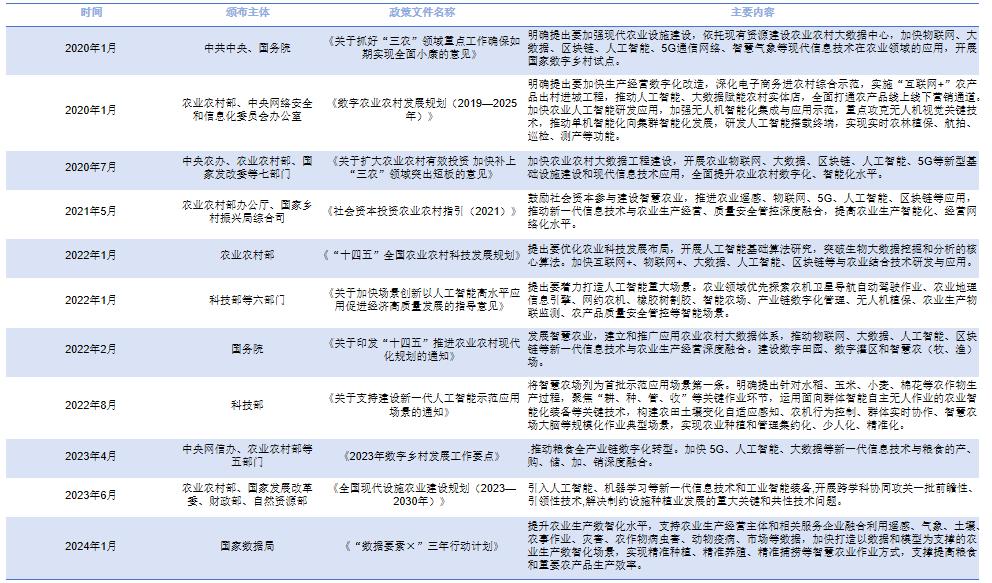 时间 颁布主体 政策文件名称 主要内容
2020年1月 中共中央、国务院 《关于抓好“三农”领域重点工作确保如
期实现全面小康的意见》
明确提出要加强现代农业设施建设，依托现有资源建设农业农村大数据中心，加快物联网、大
数据、区块链、人工智能、5G通信网络、智慧气象等现代信息技术在农业领域的应用，开展
国家数字乡村试点。
2020年1月 农业农村部、中央网络安全
和信息化委员会办公室
《数字农业农村发展规划（2019—2025
年）》
明确提出要加快生产经营数字化改造，深化电子商务进农村综合示范，实施“互联网+”农产
品出村进城工程，推动人工智能、大数据赋能农村实体店，全面打通农产品线上线下营销通道。
加快农业人工智能研发应用，加强无人机智能化集成与应用示范，重点攻克无人机视觉关键技
术，推动单机智能化向集群智能化发展，研发人工智能搭载终端，实现实时农林植保、航拍、
巡检、测产等功能。
2020年7月 中央农办、农业农村部、国
家发改委等七部门
《关于扩大农业农村有效投资 加快补上
“三农”领域突出短板的意见》
加快农业农村大数据工程建设，开展农业物联网、大数据、区块链、人工智能、5G等新型基
础设施建设和现代信息技术应用，全面提升农业农村数字化、智能化水平。
2021年5月 农业农村部办公厅、国家乡
村振兴局综合司
《社会资本投资农业农村指引（2021）》
鼓励社会资本参与建设智慧农业，推进农业遥感、物联网、5G、人工智能、区块链等应用，
推动新一代信息技术与农业生产经营、质量安全管控深度融合，提高农业生产智能化、经营网
络化水平。
2022年1月 农业农村部 《“十四五”全国农业农村科技发展规划》
提出要优化农业科技发展布局，开展人工智能基础算法研究，突破生物大数据挖掘和分析的核
心算法。加快互联网+、物联网+、大数据、人工智能、区块链等与农业结合技术研发与应用。
2022年1月 科技部等六部门 《关于加快场景创新以人工智能高水平应
用促进经济高质量发展的指导意见》
提出要着力打造人工智能重大场景。农业领域优先探索农机卫星导航自动驾驶作业、农业地理
信息引擎、网约农机、橡胶树割胶、智能农场、产业链数字化管理、无人机植保、农业生产物
联监测、农产品质量安全管控等智能场景。
2022年2月 国务院 《关于印发“十四五”推进农业农村现代
化规划的通知》
发展智慧农业，建立和推广应用农业农村大数据体系，推动物联网、大数据、人工智能、区块
链等新一代信息技术与农业生产经营深度融合。建设数字田园、数字灌区和智慧农（牧、渔）
场。
2022年8月 科技部 《关于支持建设新一代人工智能示范应用
场景的通知》
将智慧农场列为首批示范应用场景第一条。明确提出针对水稻、玉米、小麦、棉花等农作物生
产过程，聚焦“耕、种、管、收”等关键作业环节，运用面向群体智能自主无人作业的农业智
能化装备等关键技术，构建农田土壤变化自适应感知、农机行为控制、群体实时协作、智慧农
场大脑等规模化作业典型场景，实现农业种植和管理集约化、少人化、精准化。
2023年4月 中央网信办、农业农村部等
五部门
《2023年数字乡村发展工作要点》
.推动粮食全产业链数字化转型。加快 5G、人工智能、大数据等新一代信息技术与粮食的产、
购、储、加、销深度融合。
2023年6月 农业农村部、国家发展改革
委、财政部、自然资源部
《全国现代设施农业建设规划（2023—
2030年）》
引入人工智能、机器学习等新一代信息技术和工业智能装备,开展跨学科协同攻关一批前瞻性、
引领性技术,解决制约设施种植业发展的重大关键和共性技术问题。
2024年1月 国家数据局 《“数据要素×”三年行动计划》
提升农业生产数智化水平，支持农业生产经营主体和相关服务企业融合利用遥感、气象、土壤、
农事作业、灾害、农作物病虫害、动物疫病、市场等数据，加快打造以数据和模型为支撑的农
业生产数智化场景，实现精准种植、精准养殖、精准捕捞等智慧农业作业方式，支撑提高粮食
和重要农产品生产效率。